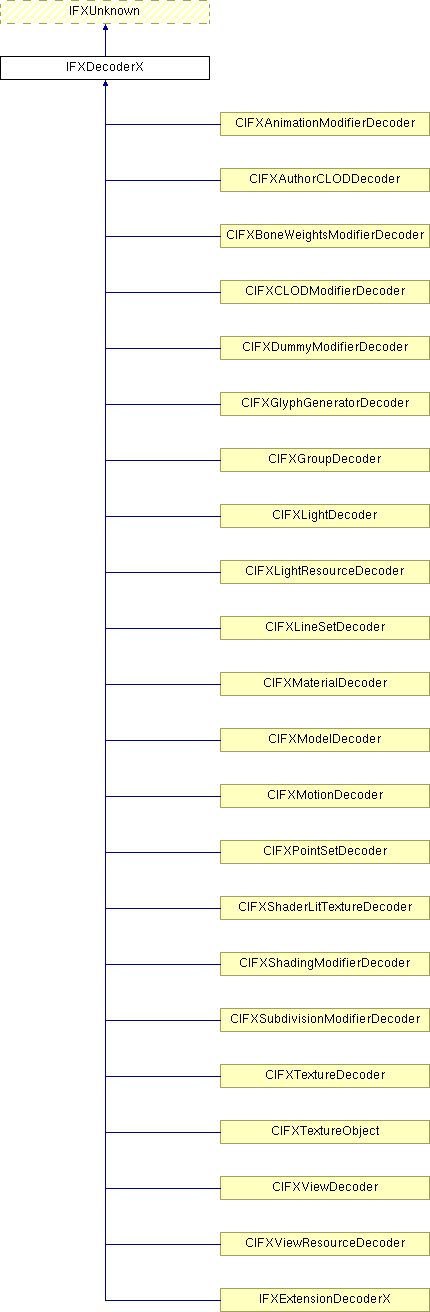 IFXUnknown
IFXDecoderX
CIFXAnimationModifierDecoder
CIFXAuthorCLODDecoder
CIFXBoneWeightsModifierDecoder
CIFXCLODModifierDecoder
CIFXDummyModifierDecoder
CIFXGlyphGeneratorDecoder
CIFXGroupDecoder
CIFXLightDecoder
CIFXLightResourceDecoder
CIFXLineSetDecoder
CIFXMaterialDecoder
CIFXModelDecoder
CIFXMotionDecoder
CIFXPointSetDecoder
CIFXShaderLitTextureDecoder
CIFXShadingModifierDecoder
CIFXSubdivisionModifierDecoder
CIFXTextureDecoder
CIFXTextureObject
CIFXViewDecoder
CIFXViewResourceDecoder
IFXExtensionDecoderX